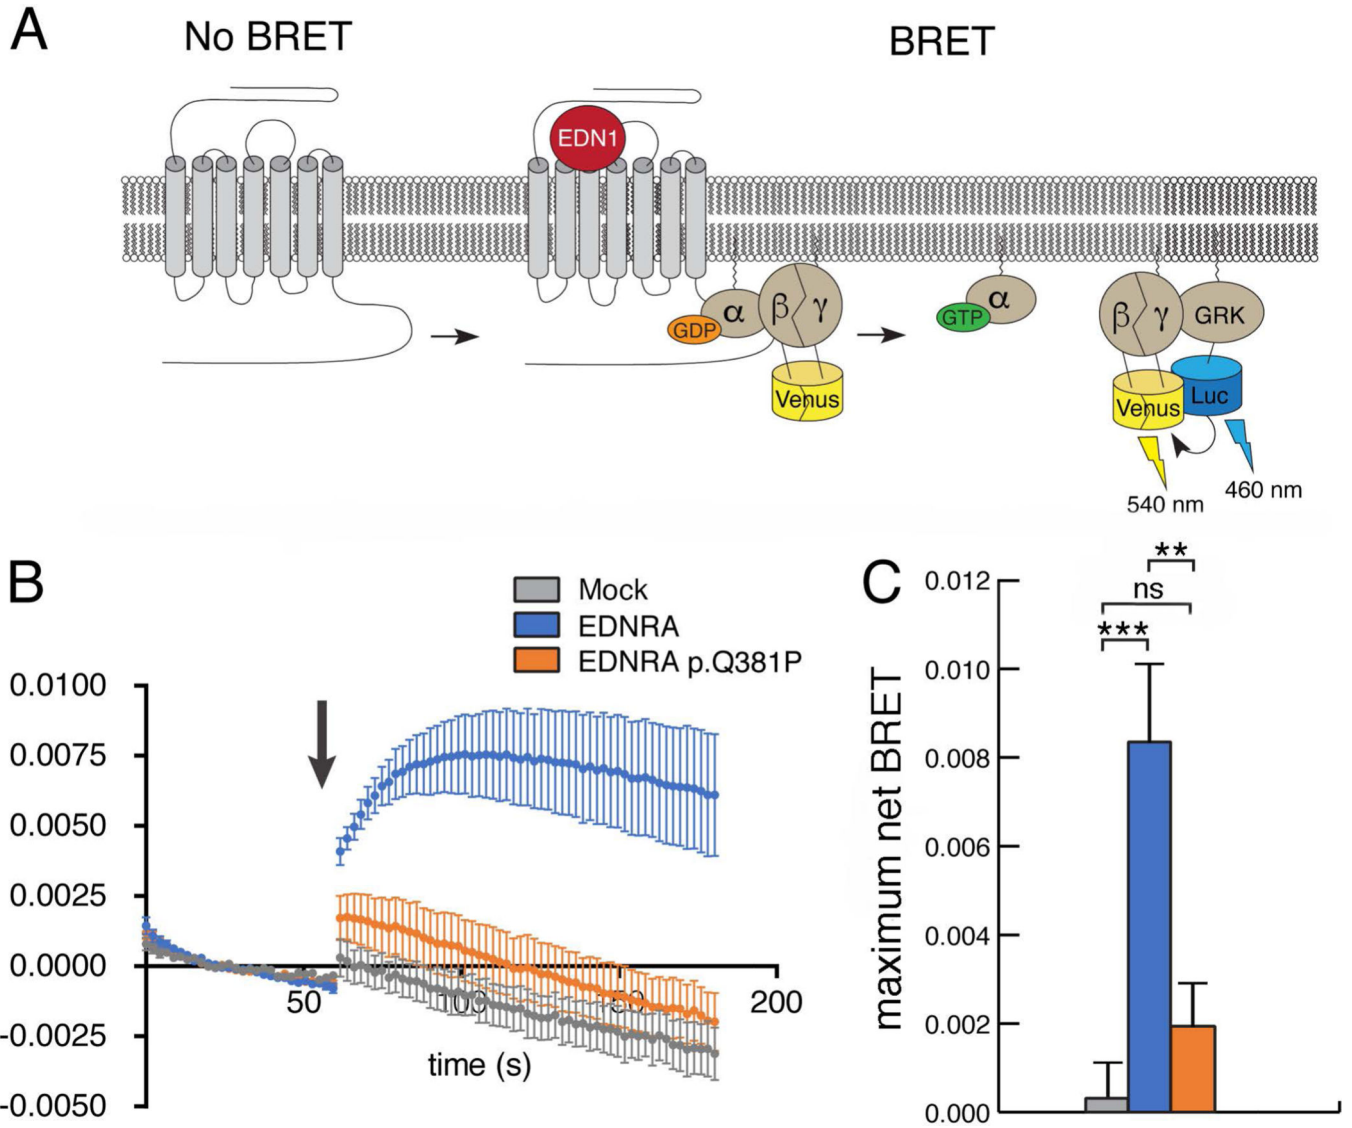 A
No BRET
BRET
EDN1
GDP
α
β
γ
Venus
GTP
α
β
γ
GRK
Venus
Luc
540 nm
460 nm
B
Mock
EDNRA
EDNRA p.Q381P
0.0100
0.0075
0.0050
0.0025
0.0000
-0.0025
-0.0050
50
100
150
200
time (s)
C
**
ns
***
0.012
0.010
0.008
0.006
0.004
0.002
0.000
maximum net BRET